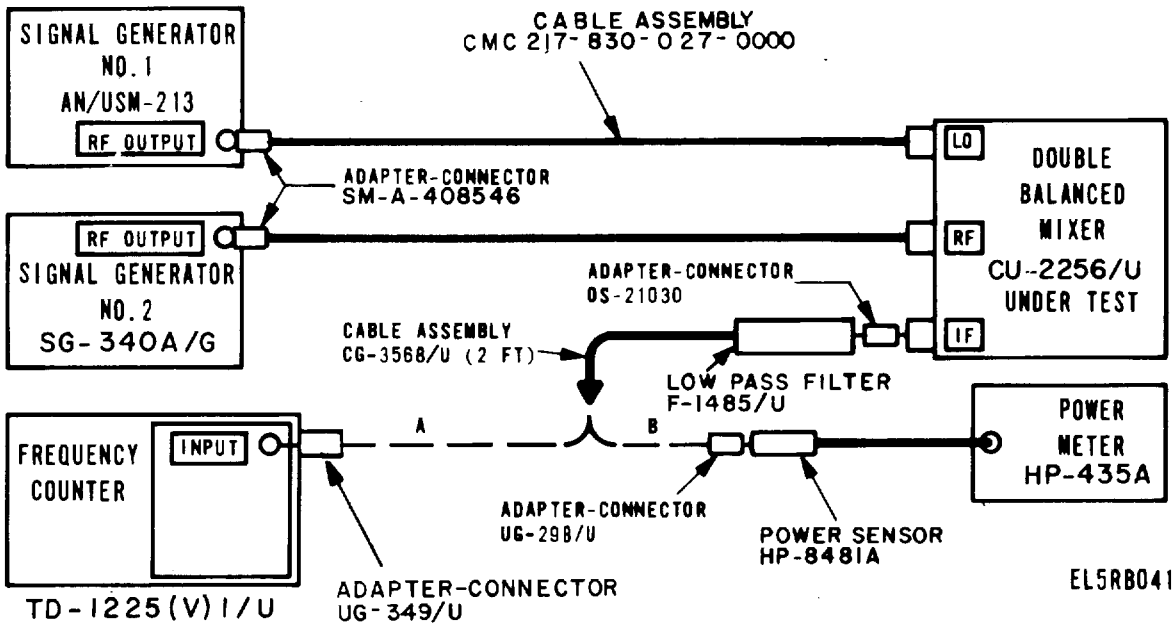 SIGNAL GENERATOR
NO. 1
AN/USM-213
RF OUTPUT
CABLE ASSEMBLY
CMC 217-830-027-0000
ADAPTER-CONNECTOR
SM-A-408546
RF OUTPUT
SIGNAL GENERATOR
NO. 2
SG-340A/G
LO
RF
IF
DOUBLE
BALANCED
MIXER
CU-2256/U
UNDER TEST
ADAPTER-CONNECTOR
OS-21030
CABLE ASSEMBLY
CG-3568/U (2 FT)
LOW PASS FILTER
F-1485/U
FREQUENCY
COUNTER
INPUT
A
B
POWER
METER
HP-435A
ADAPTER-CONNECTOR
UG-29B/U
POWER SENSOR
HP-8481A
ADAPTER-CONNECTOR
UG-349/U
TD-1225(V)1/U
EL5RB041